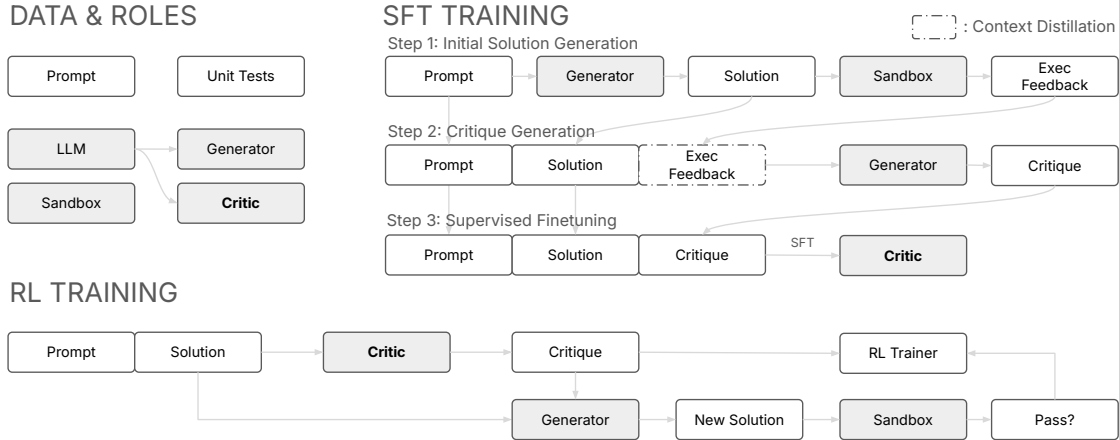 DATA & ROLES
Prompt
Unit Tests
LLM
Generator
Sandbox
Critic
SFT TRAINING
: Context Distillation
Step 1: Initial Solution Generation
Prompt
Generator
Solution
Sandbox
Exec
Feedback
Step 2: Critique Generation
Prompt
Solution
Exec
Feedback
Generator
Critique
Step 3: Supervised Finetuning
Prompt
Solution
Critique
SFT
Critic
RL TRAINING
Prompt
Solution
Critic
Critique
RL Trainer
Generator
New Solution
Sandbox
Pass?